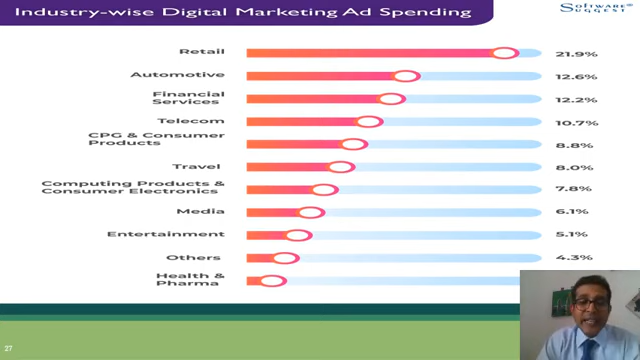 Industry-wise Digital Marketing Ad Spending
Software Suggest
Retail 21.9%
Automotive 12.6%
Financial Services 12.2%
Telecom 10.7%
CPG & Consumer Products 8.8%
Travel 8.0%
Computing Products & Consumer Electronics 7.8%
Media 6.1%
Entertainment 5.1%
Others 4.3%
Health & Pharma
27